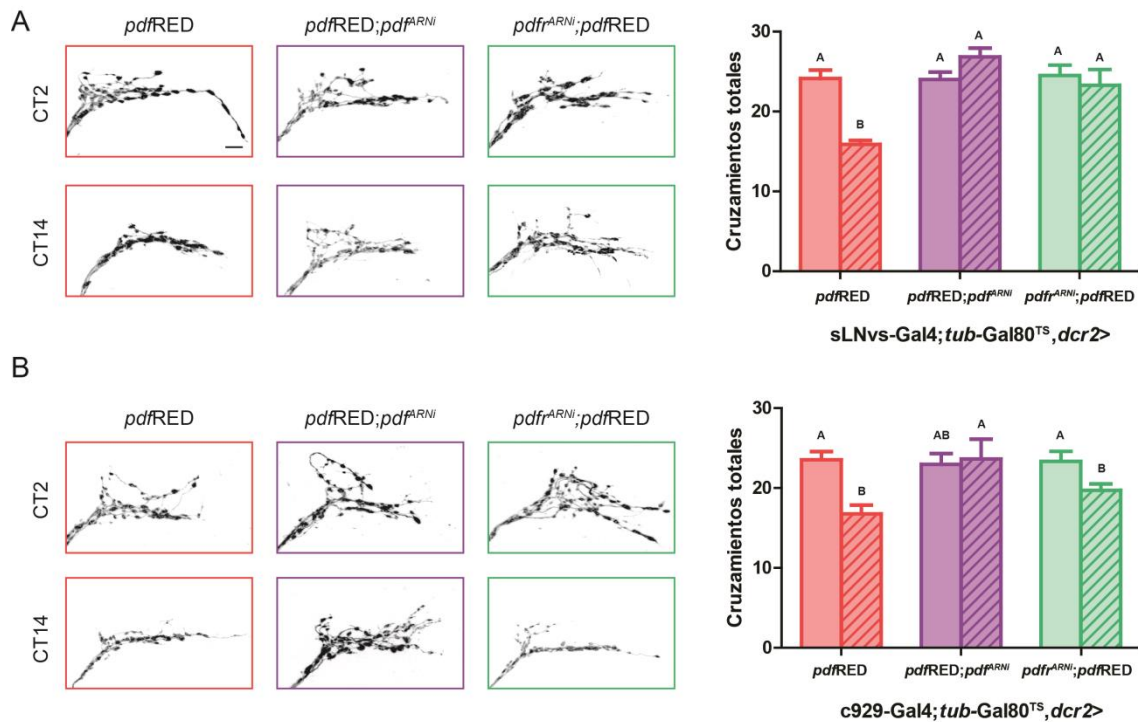 A
pdfRED pdfRED;pdfARNi pdfrARNi;pdfRED
CT2
CT14
Cruzamientos totales
30
20
10
0
A B A A A A
pdfRED pdfRED;pdfARNi pdfrARNi;pdfRED
sLNvs-Gal4;tub-Gal80TS,dcr2>
B
pdfRED pdfRED;pdfARNi pdfrARNi;pdfRED
CT2
CT14
Cruzamientos totales
30
20
10
0
A B AB A A B
pdfRED pdfRED;pdfARNi pdfrARNi;pdfRED
c929-Gal4;tub-Gal80TS,dcr2>